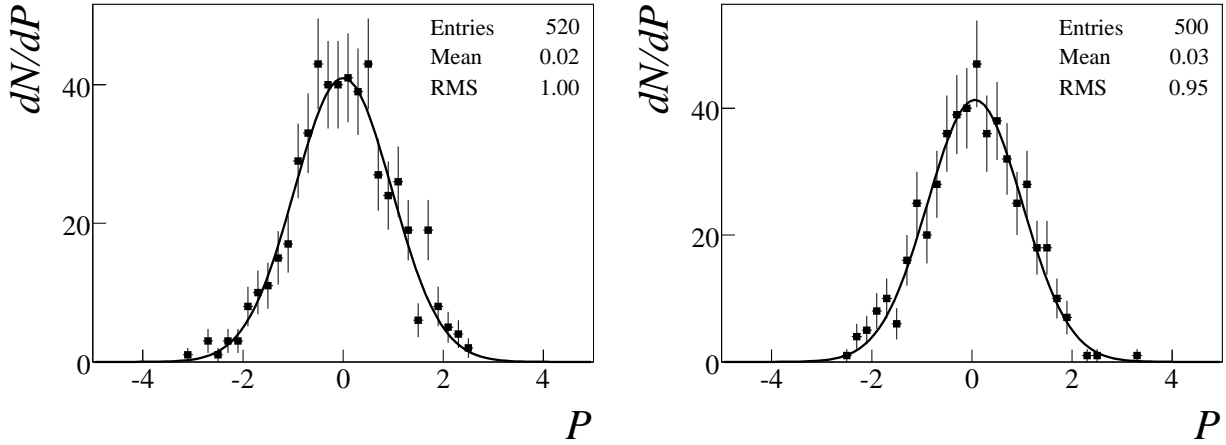 dN/dP
Entries 520
Mean 0.02
RMS 1.00
40
20
0
-4 -2 0 2 4
P
dN/dP
Entries 500
Mean 0.03
RMS 0.95
40
20
0
-4 -2 0 2 4
P